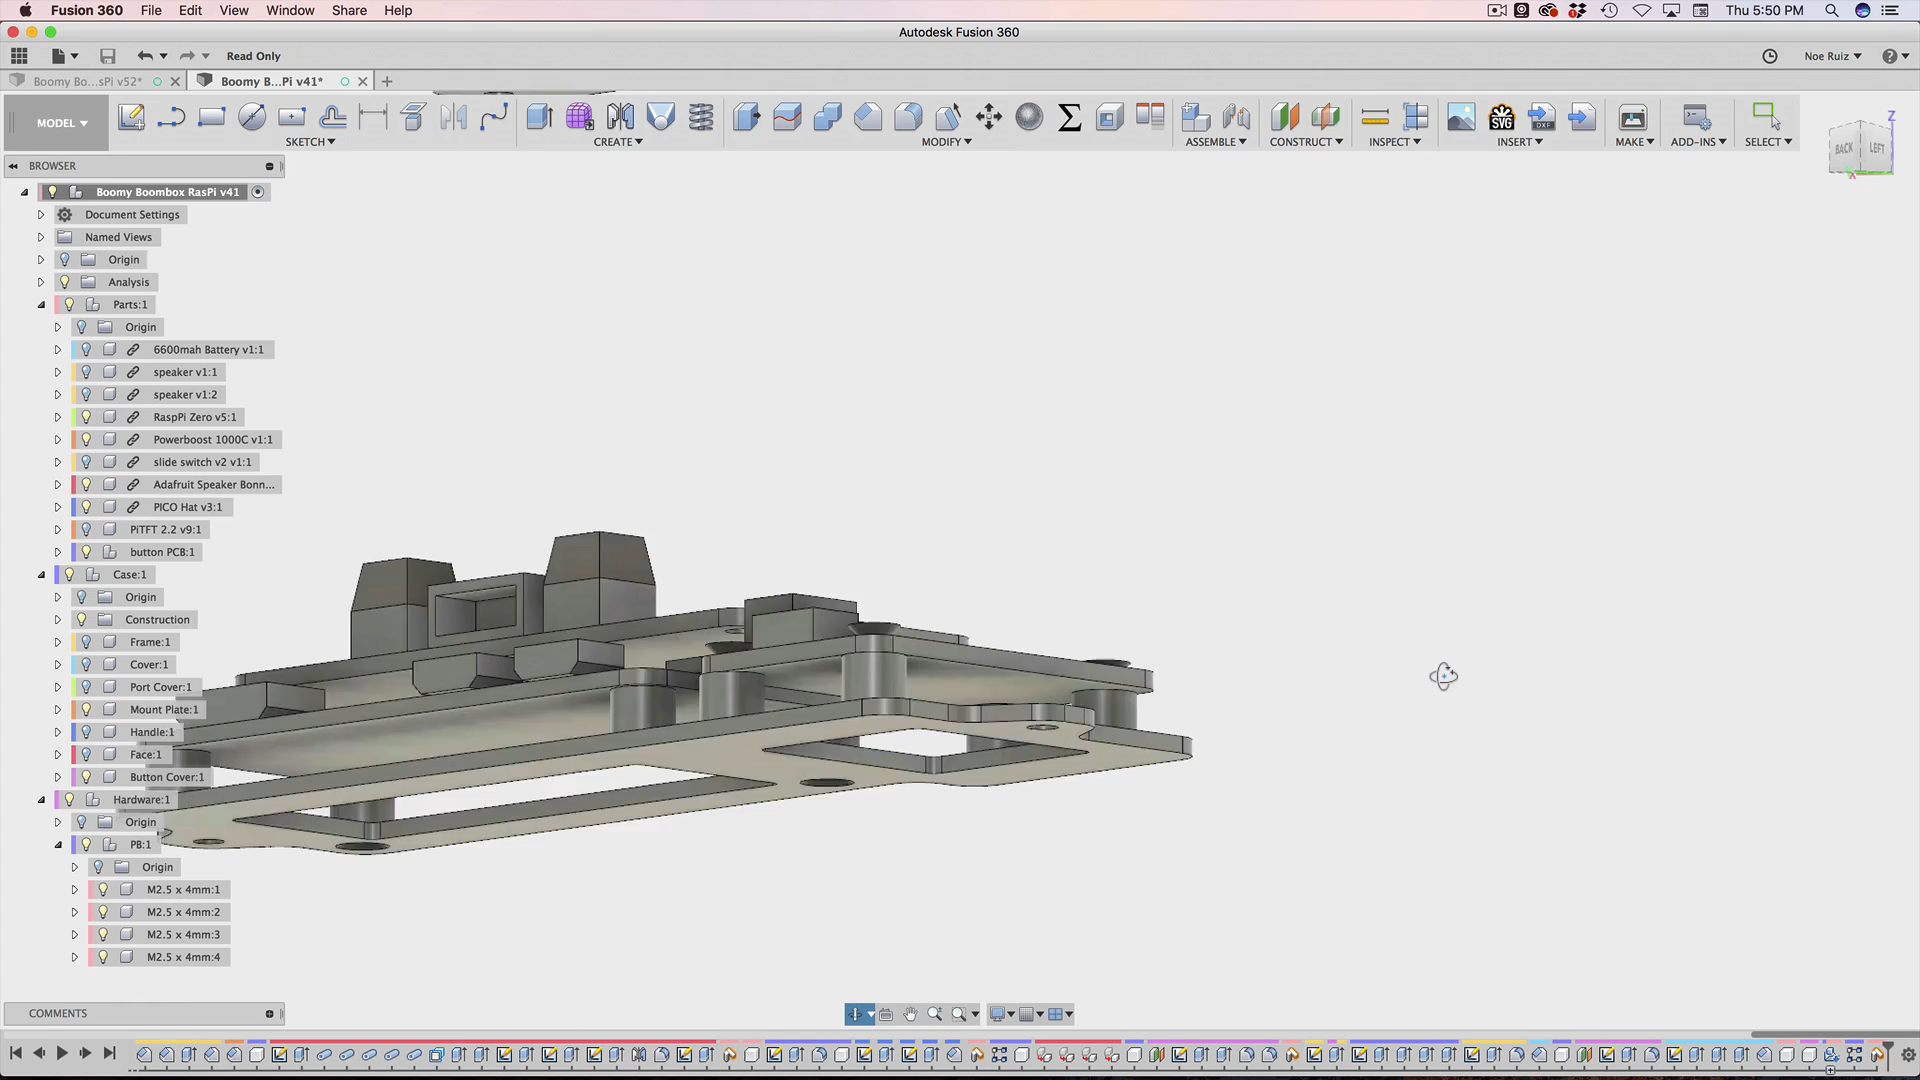 Fusion 360 File Edit View Window Share Help Thu 5:50 PM
Autodesk Fusion 360
Read Only Noe Ruiz
Boomy Bo...sPi v52* Boomy B...Pi v41*
MODEL SKETCH CREATE MODIFY ASSEMBLE CONSTRUCT INSPECT INSERT MAKE ADD-INS SELECT
SVG DXF
Z
BACK LEFT
BROWSER
Boomy Boombox RasPi v41
Document Settings
Named Views
Origin
Analysis
Parts:1
Origin
6600mah Battery v1:1
speaker v1:1
speaker v1:2
RaspPi Zero v5:1
Powerboost 1000C v1:1
slide switch v2 v1:1
Adafruit Speaker Bonn...
PICO Hat v3:1
PiTFT 2.2 v9:1
button PCB:1
Case:1
Origin
Construction
Frame:1
Cover:1
Port Cover:1
Mount Plate:1
Handle:1
Face:1
Button Cover:1
Hardware:1
Origin
PB:1
Origin
M2.5 x 4mm:1
M2.5 x 4mm:2
M2.5 x 4mm:3
M2.5 x 4mm:4
COMMENTS